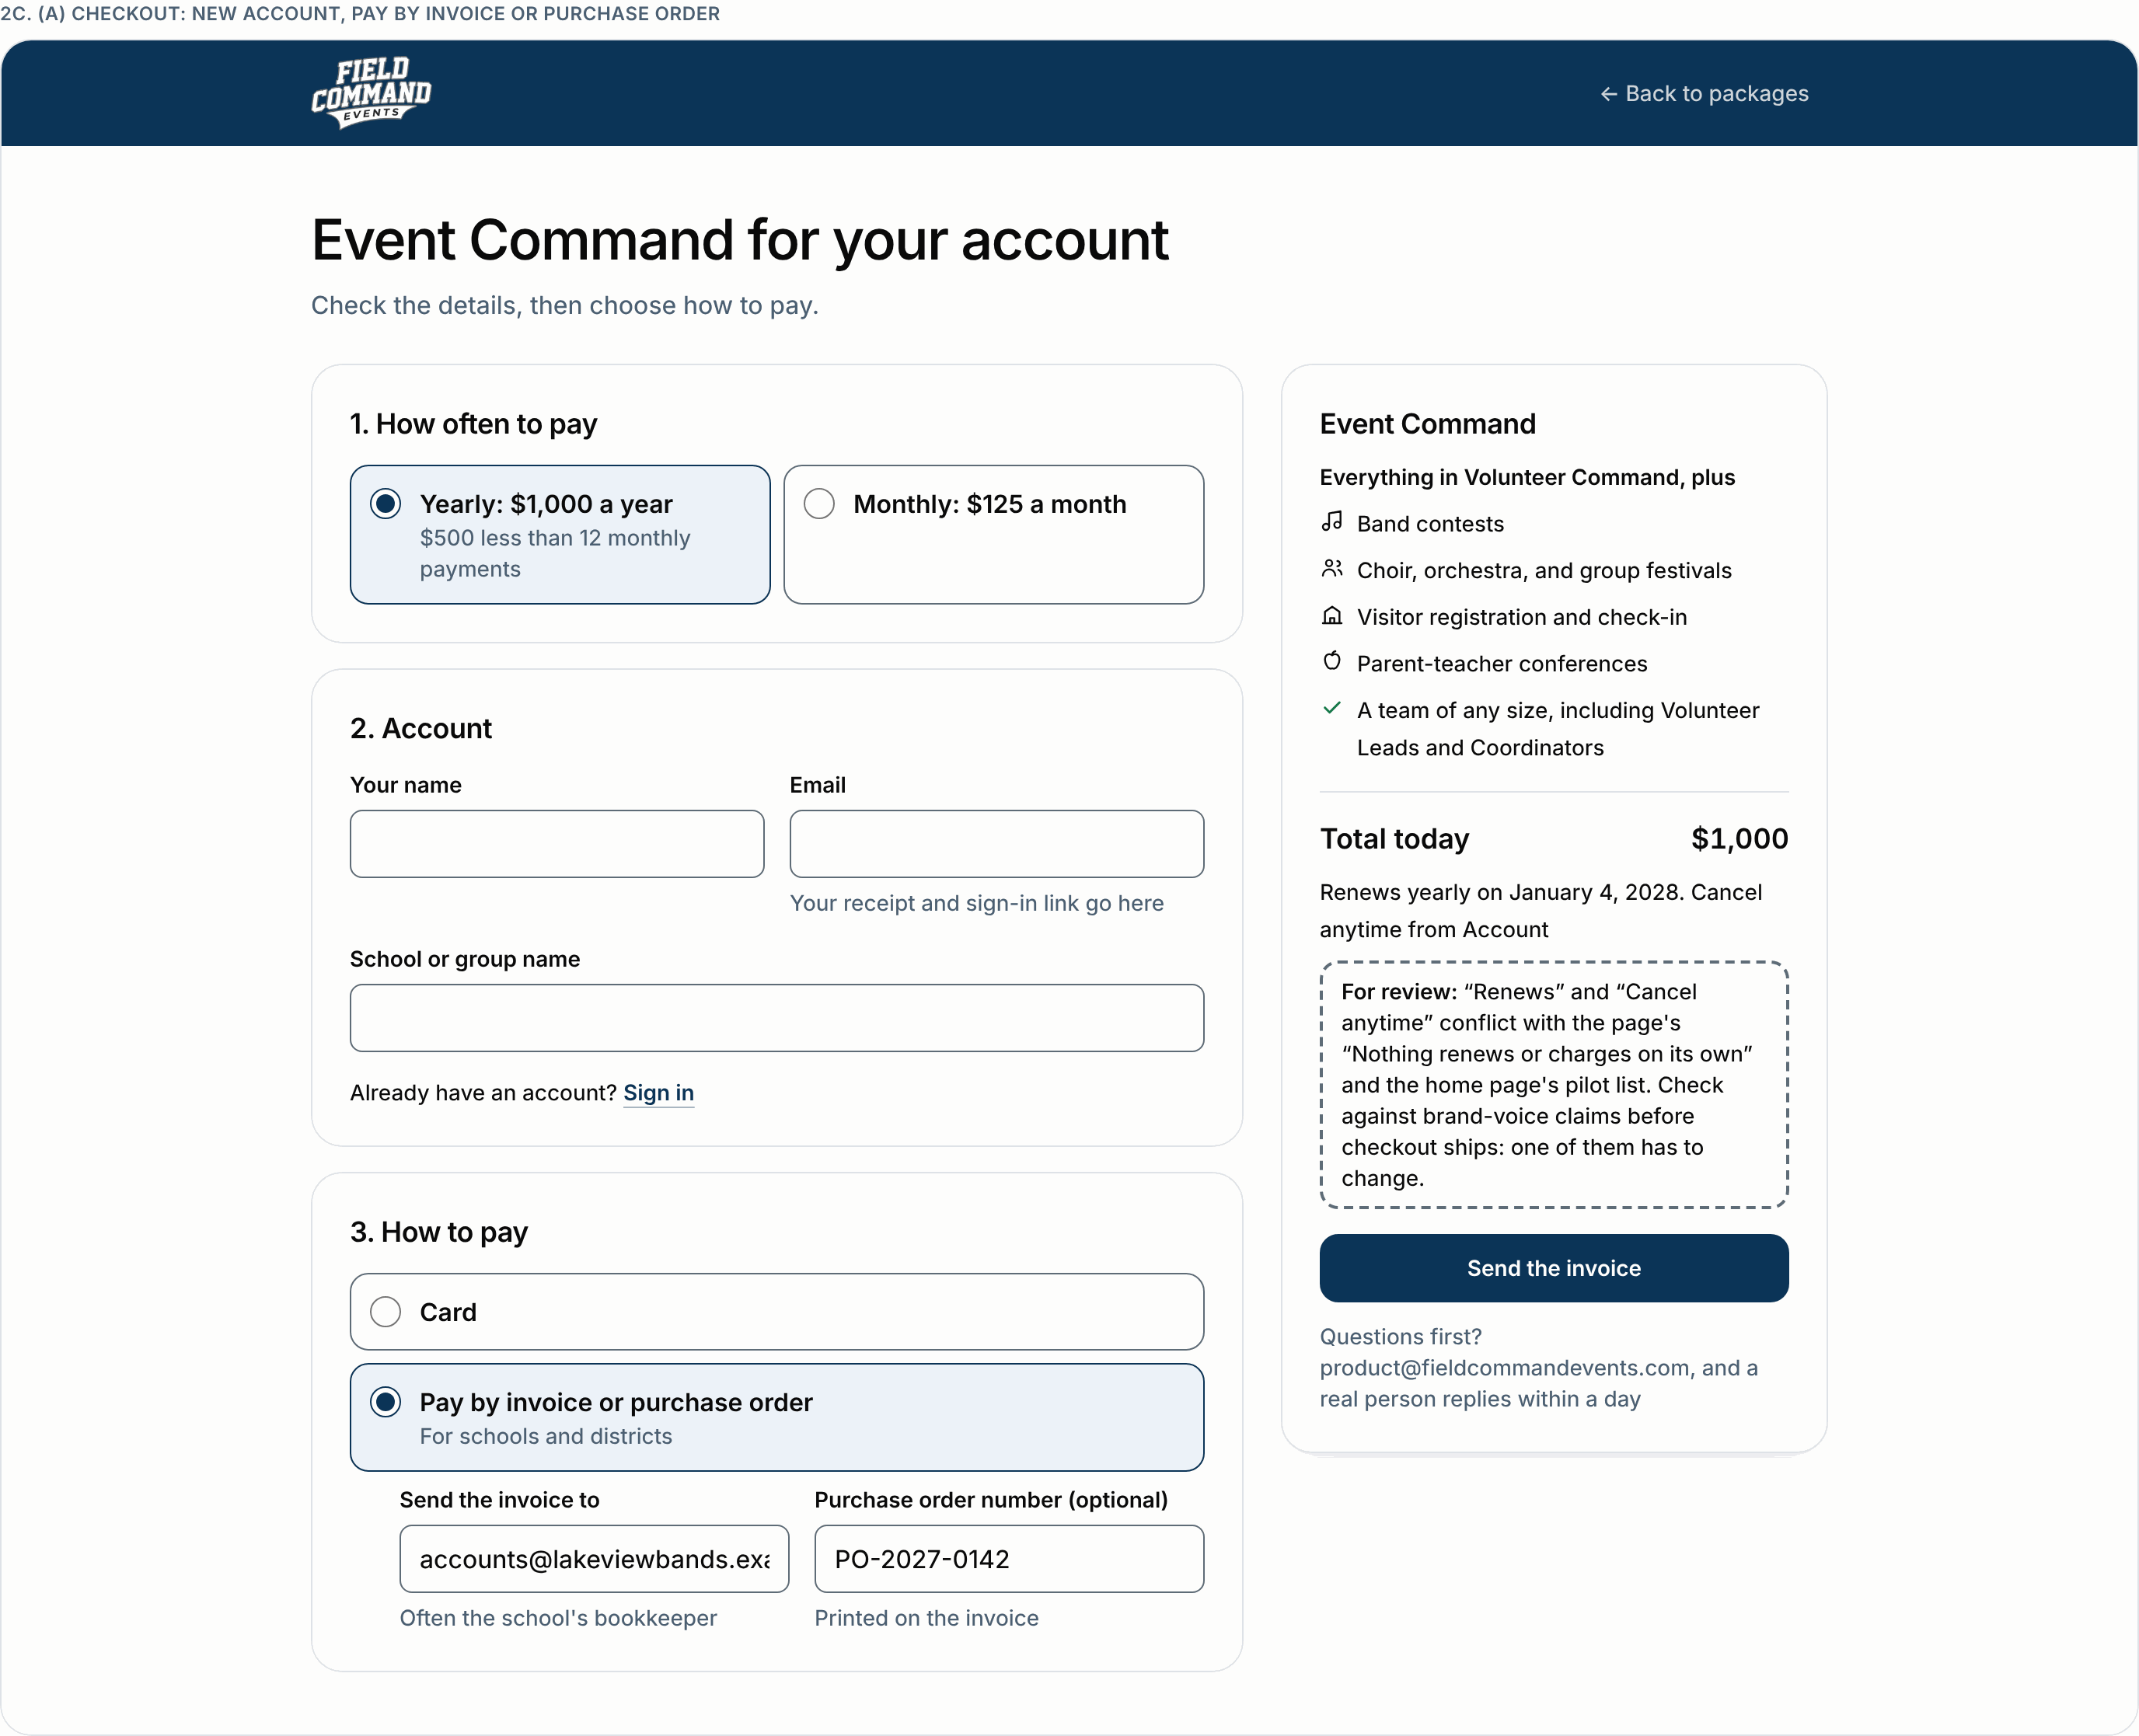 2C. (A) CHECKOUT: NEW ACCOUNT, PAY BY INVOICE OR PURCHASE ORDER
FIELD
COMMAND
EVENTS
← Back to packages
Event Command for your account
Check the details, then choose how to pay.
1. How often to pay
Yearly: $1,000 a year
$500 less than 12 monthly
payments
Monthly: $125 a month
2. Account
Your name
Email
Your receipt and sign-in link go here
School or group name
Already have an account? Sign in
3. How to pay
Card
Pay by invoice or purchase order
For schools and districts
Send the invoice to
Purchase order number (optional)
accounts@lakeviewbands.exa
PO-2027-0142
Often the school's bookkeeper
Printed on the invoice
Event Command
Everything in Volunteer Command, plus
Band contests
Choir, orchestra, and group festivals
Visitor registration and check-in
Parent-teacher conferences
A team of any size, including Volunteer
Leads and Coordinators
Total today $1,000
Renews yearly on January 4, 2028. Cancel
anytime from Account
For review: “Renews” and “Cancel
anytime” conflict with the page's
“Nothing renews or charges on its own”
and the home page's pilot list. Check
against brand-voice claims before
checkout ships: one of them has to
change.
Send the invoice
Questions first?
product@fieldcommandevents.com, and a
real person replies within a day